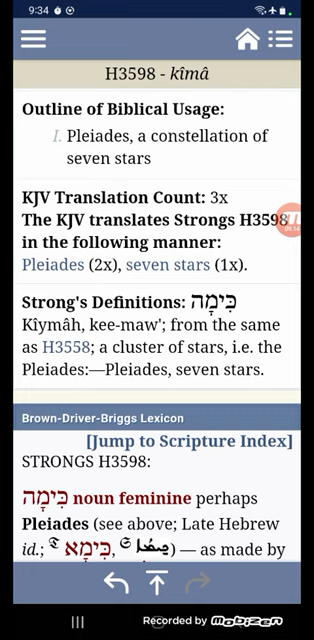 9:34
H3598 - kîmâ
Outline of Biblical Usage:
I. Pleiades, a constellation of
seven stars
KJV Translation Count: 3x
The KJV translates Strongs H3598
in the following manner:
Pleiades (2x), seven stars (1x).
09:14
Strong's Definitions: כִּימָה
Kîymâh, kee-maw'; from the same
as H3558; a cluster of stars, i.e. the
Pleiades:—Pleiades, seven stars.
Brown-Driver-Briggs Lexicon
[Jump to Scripture Index]
STRONGS H3598:
כִּימָה noun feminine perhaps
Pleiades (see above; Late Hebrew
id.; כִּימָא, ) — as made by
Recorded by mobizen